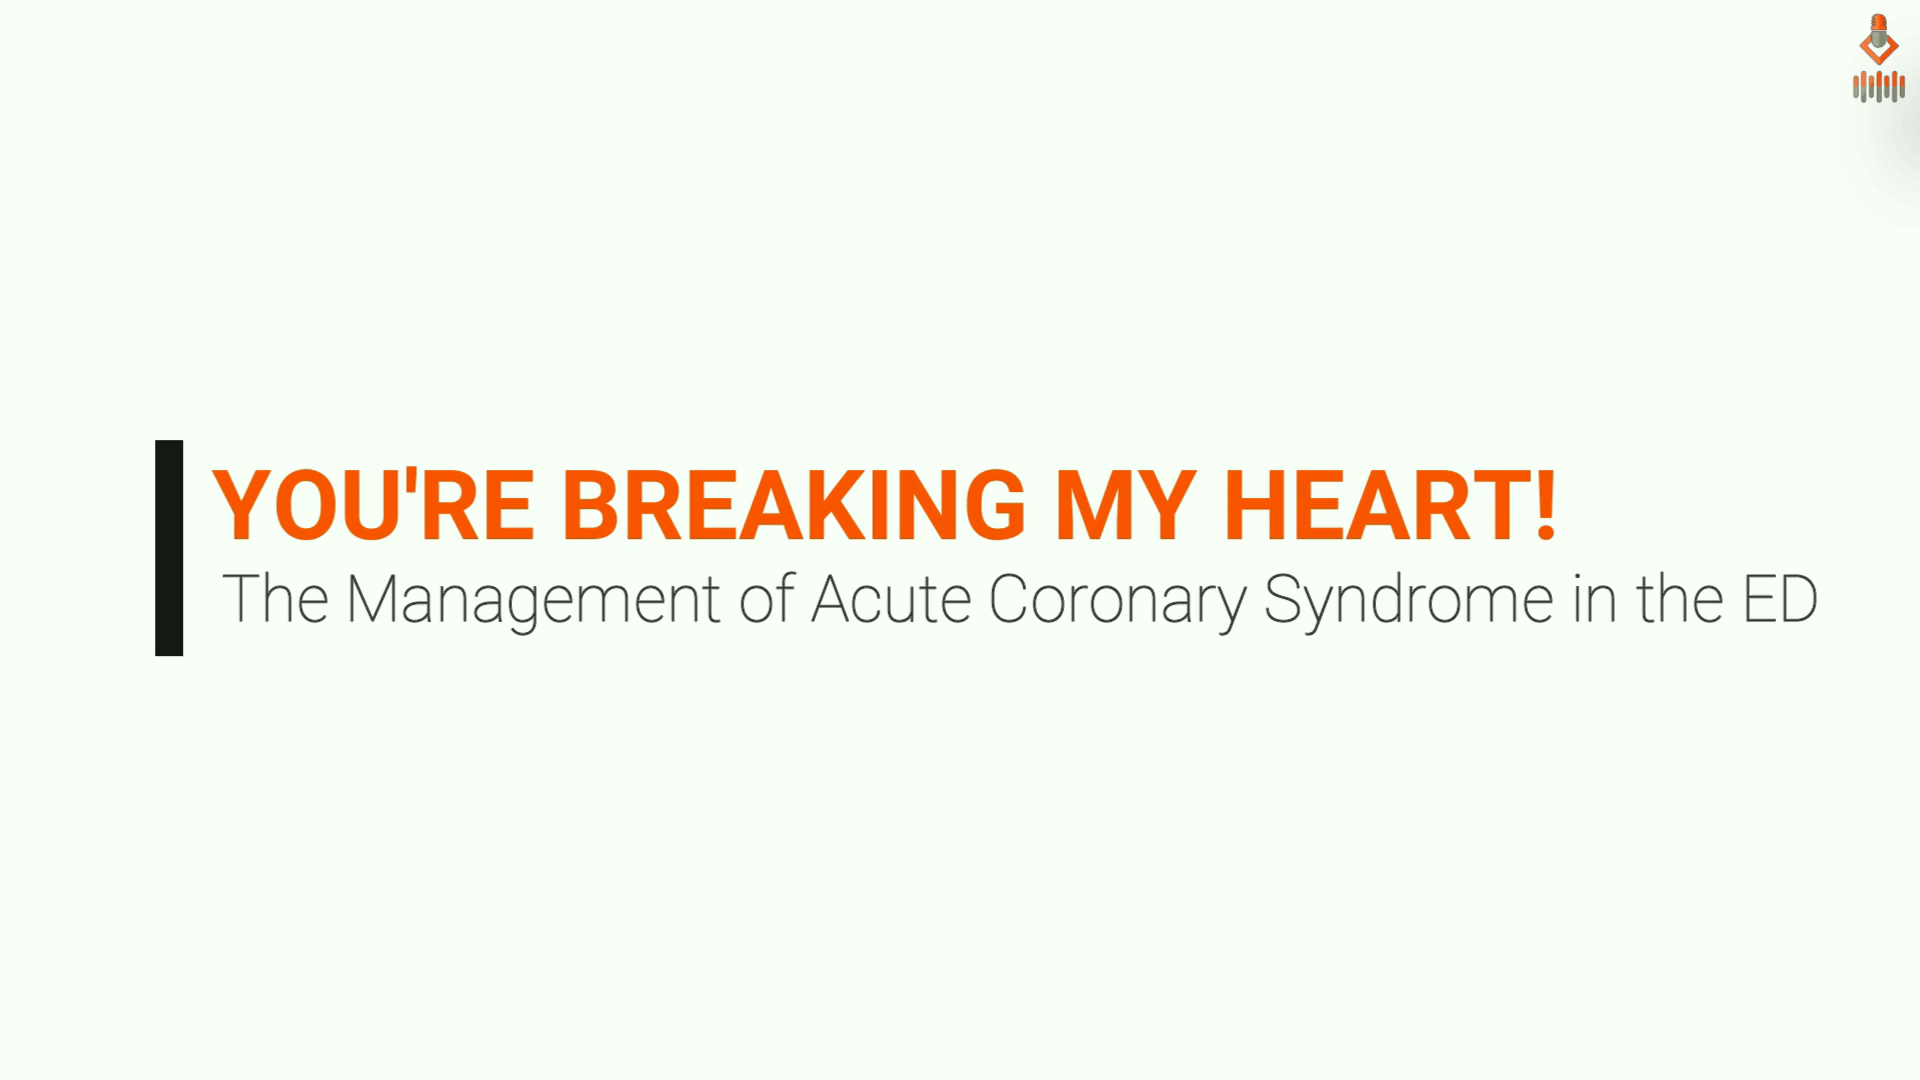 YOU'RE BREAKING MY HEART!
The Management of Acute Coronary Syndrome in the ED